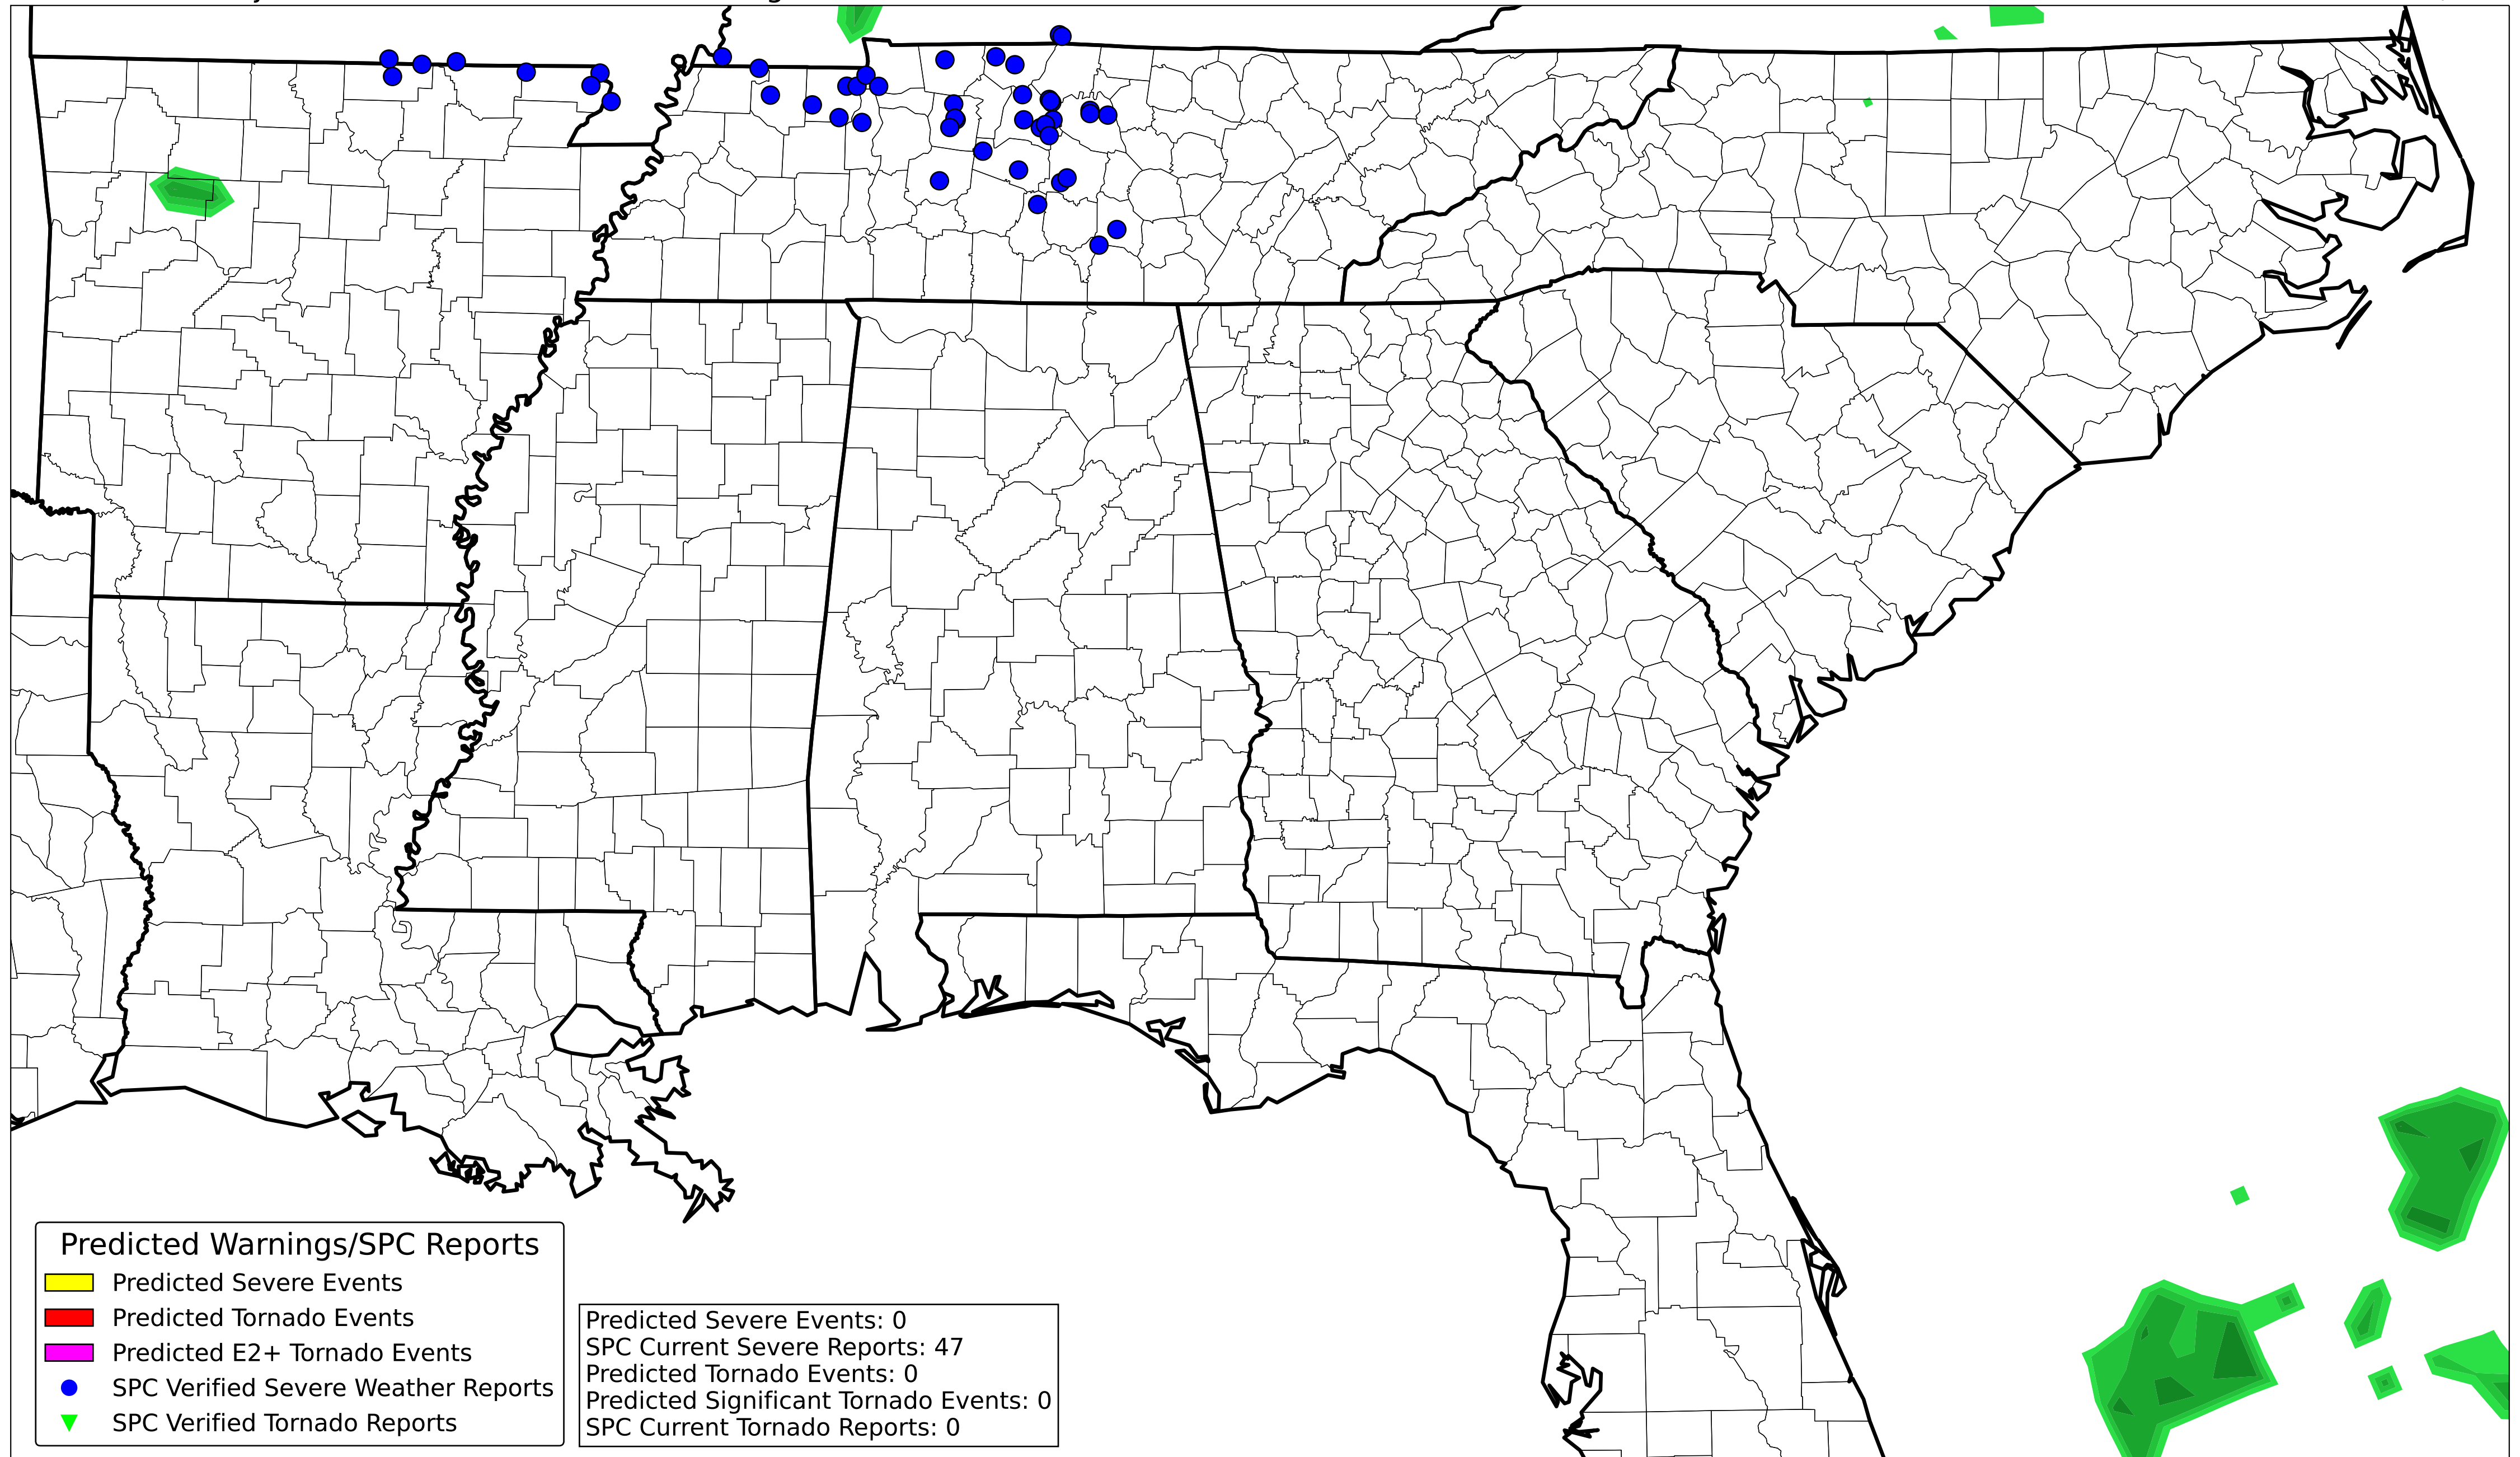 Predicted Warnings/SPC Reports
Predicted Severe Events
Predicted Tornado Events
Predicted E2+ Tornado Events
SPC Verified Severe Weather Reports
SPC Verified Tornado Reports
Predicted Severe Events: 0
SPC Current Severe Reports: 47
Predicted Tornado Events: 0
Predicted Significant Tornado Events: 0
SPC Current Tornado Reports: 0